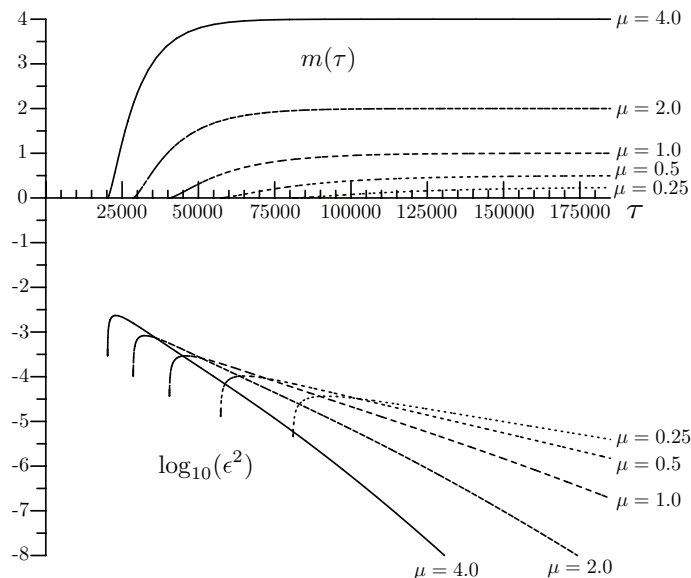 4
μ = 4.0
m(τ)
3
2
μ = 2.0
1
μ = 1.0
μ = 0.5
μ = 0.25
0
25000 50000 75000 100000 125000 150000 175000 τ
-1
-2
-3
-4
-5
μ = 0.25
μ = 0.5
-6
log₁₀(ϵ²)
μ = 1.0
-7
-8
μ = 4.0
μ = 2.0